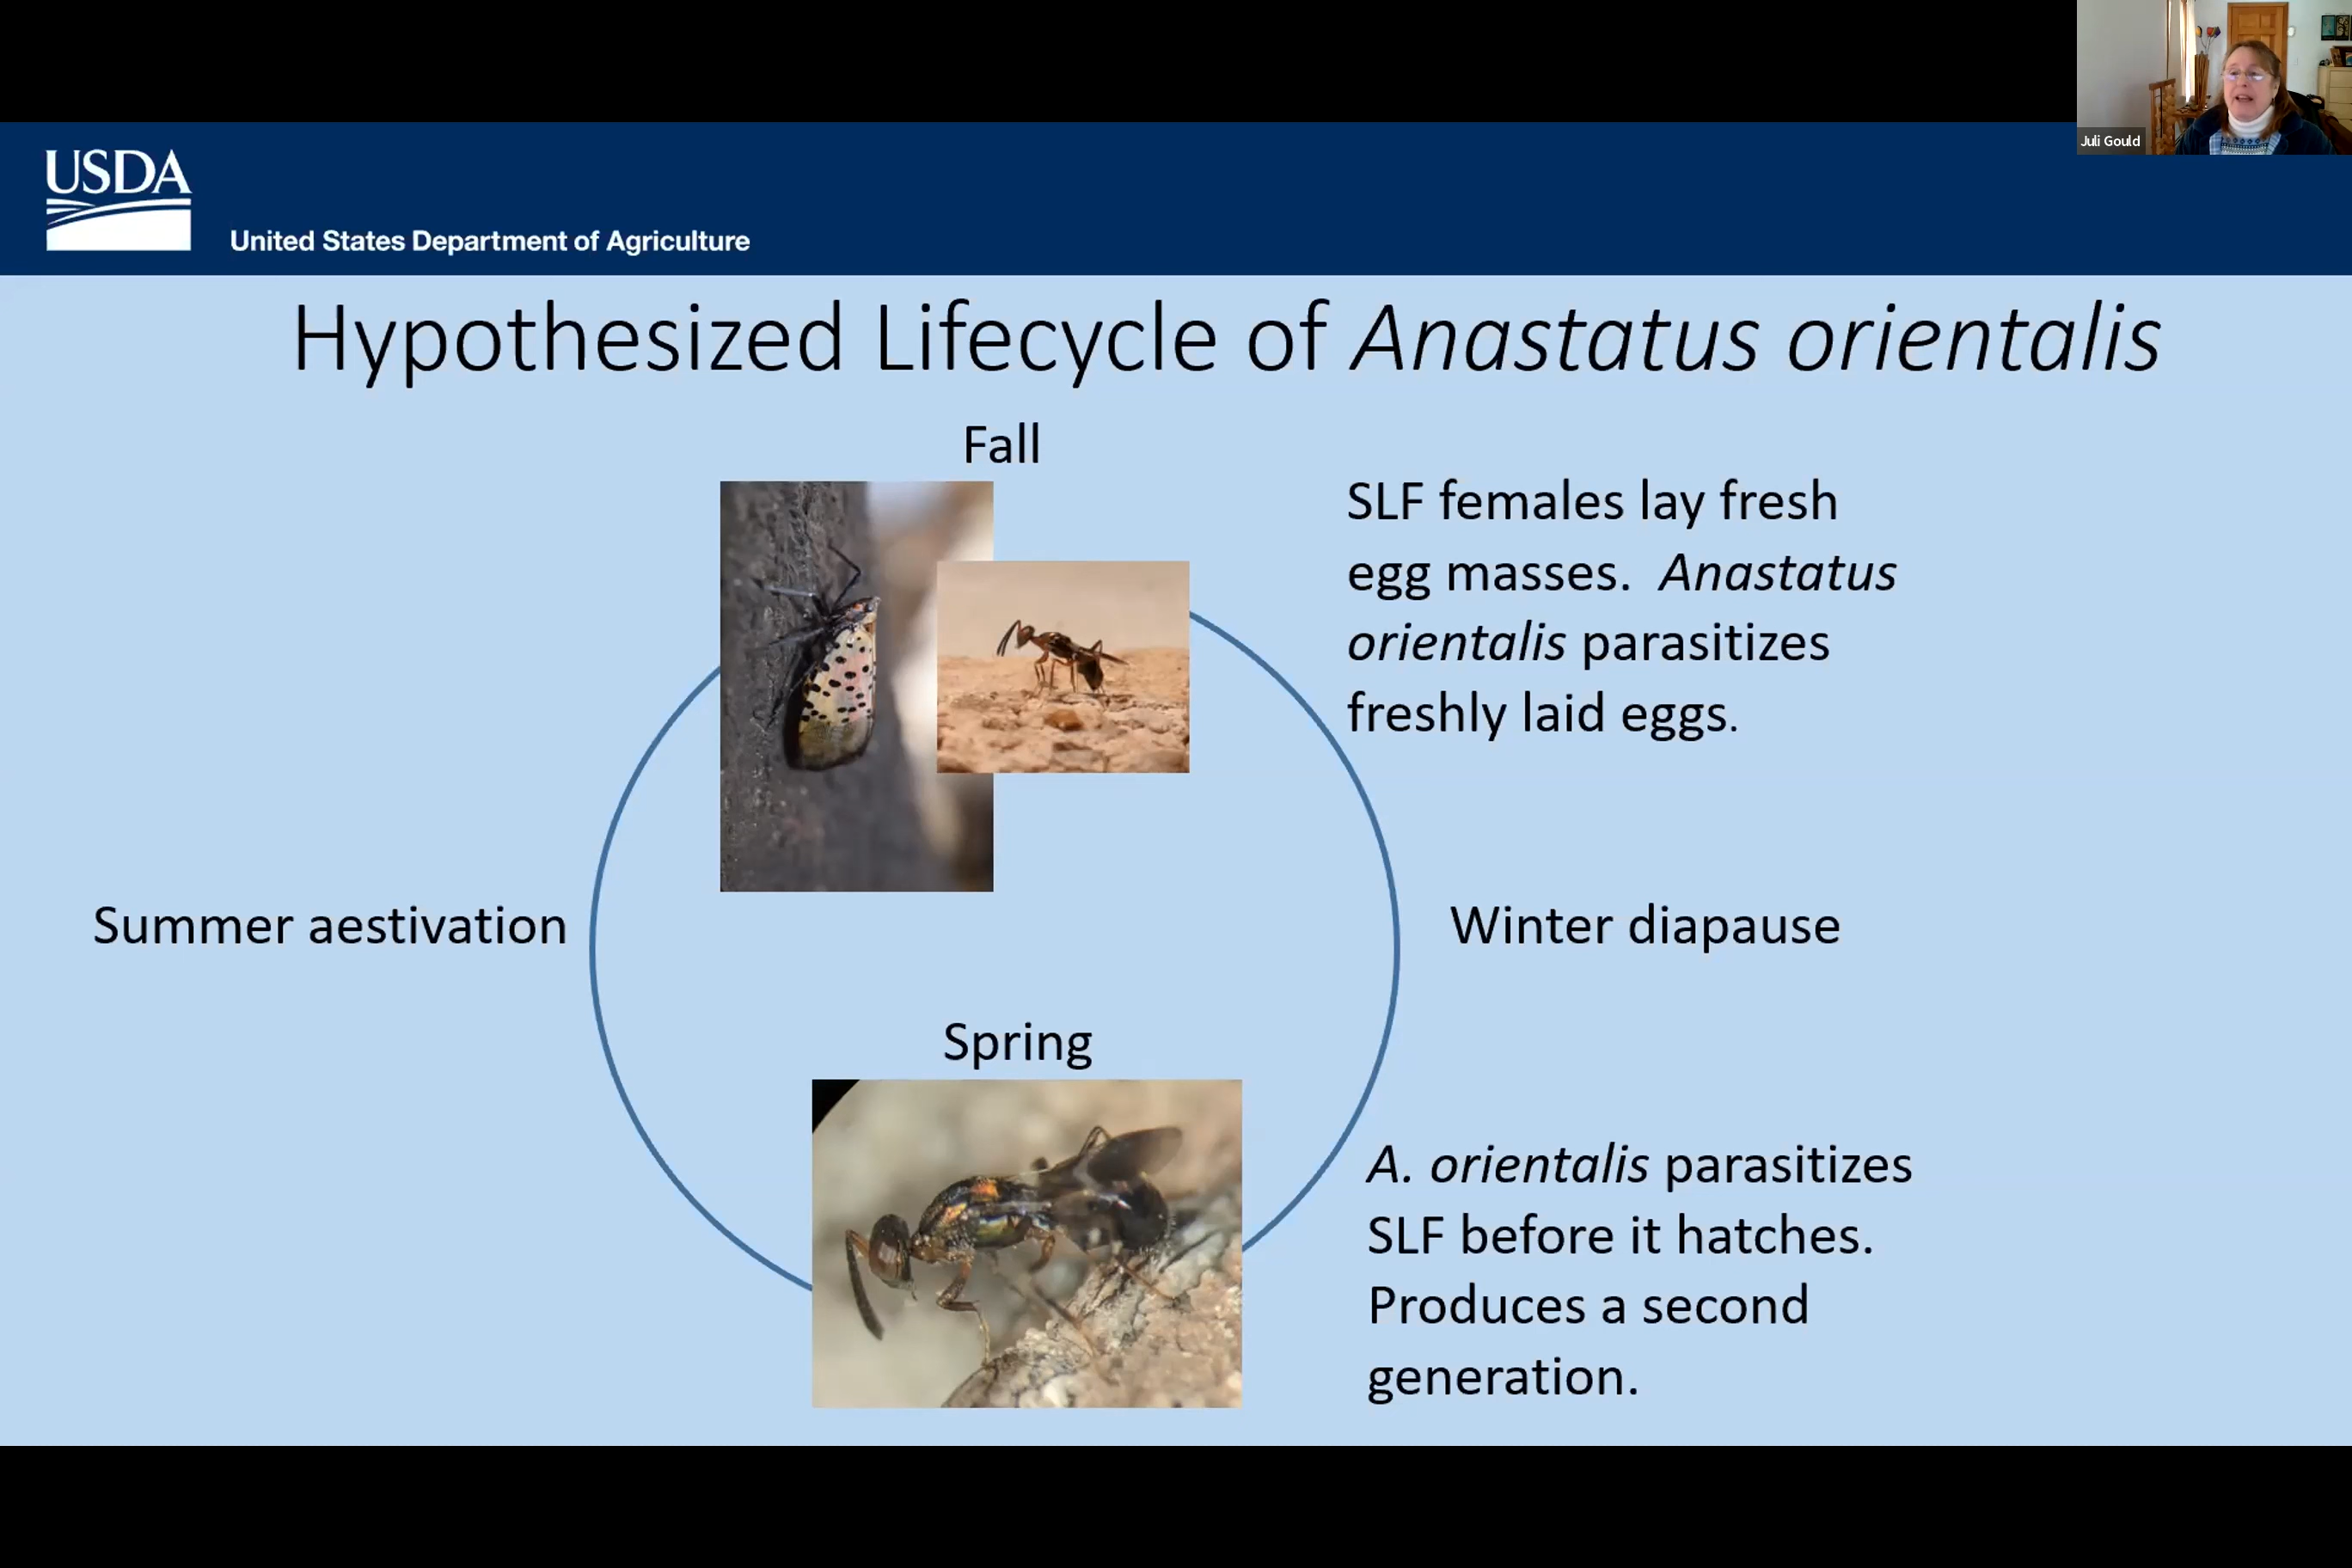 Juli Gould
USDA
United States Department of Agriculture
Hypothesized Lifecycle of Anastatus orientalis
Fall
SLF females lay fresh
egg masses. Anastatus
orientalis parasitizes
freshly laid eggs.
Summer aestivation
Winter diapause
Spring
A. orientalis parasitizes
SLF before it hatches.
Produces a second
generation.